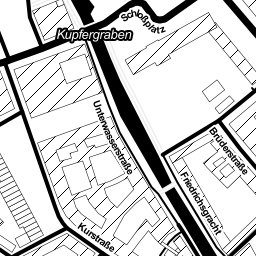 Schloßplatz
Kupfergraben
Unterwasserstraße
Brüderstraße
Friedrichsgracht
Kurstraße